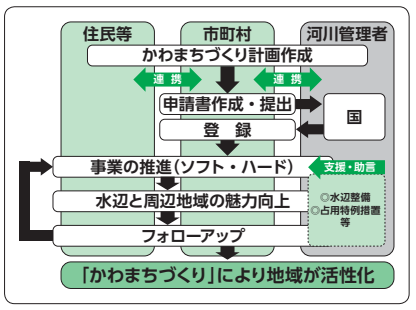 住民等
市町村
河川管理者
かわまちづくり計画作成
連 携
連 携
申請書作成・提出
国
登 録
事業の推進(ソフト・ハード)
支援・助言
水辺と周辺地域の魅力向上
◎水辺整備
◎占用特例措置
等
フォローアップ
「かわまちづくり」により地域が活性化